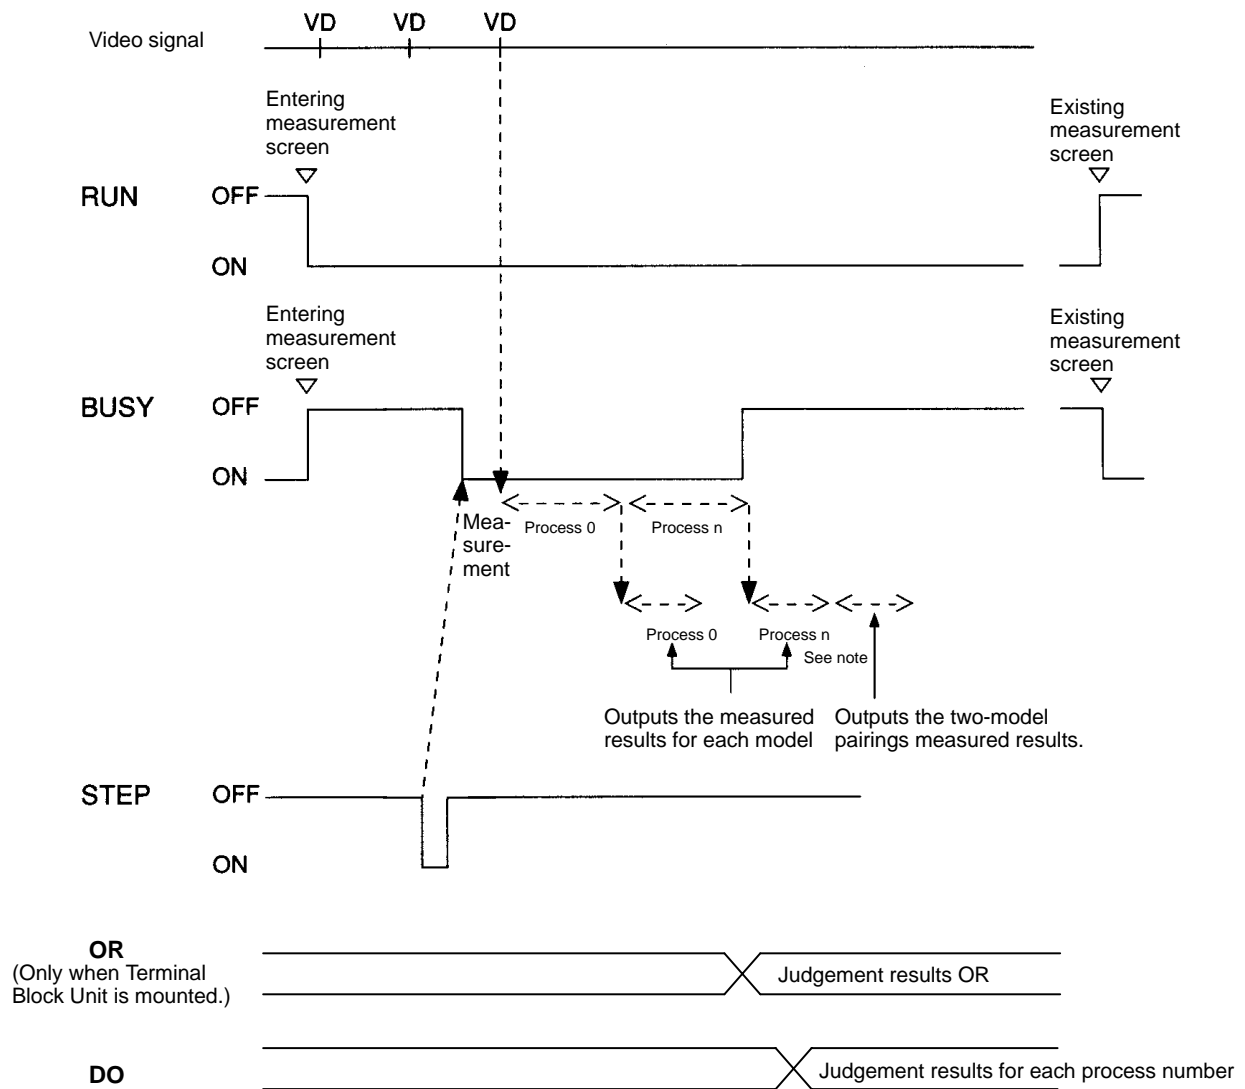 VD VD VD
Video signal
Entering
measurement
screen
Existing
measurement
screen
RUN OFF
ON
Entering
measurement
screen
Existing
measurement
screen
BUSY OFF
ON
Mea-
sure-
ment
Process 0 Process n
Process 0 Process n
See note
Outputs the measured
results for each model
Outputs the two-model
pairings measured results.
STEP OFF
ON
OR
(Only when Terminal
Block Unit is mounted.)
Judgement results OR
DO
Judgement results for each process number